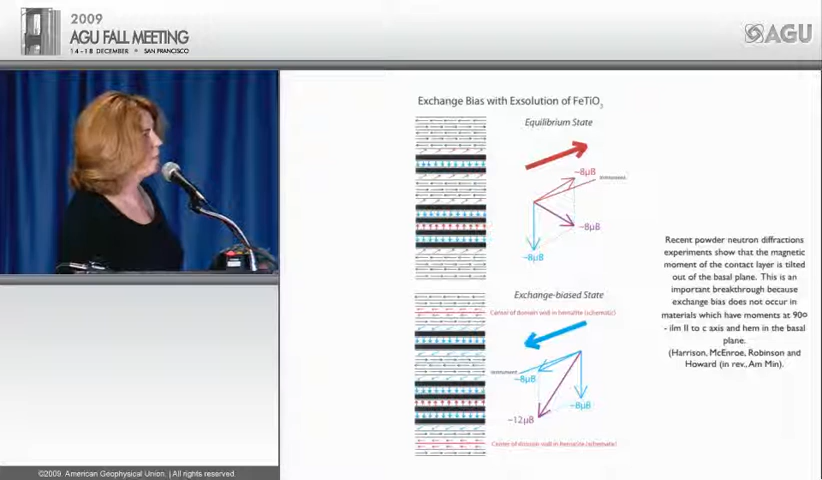 2009
AGU FALL MEETING
14 - 18 DECEMBER • SAN FRANCISCO
AGU
Exchange Bias with Exsolution of FeTiO3
Equilibrium State
~8μB
~8μB
~8μB
Exchange-biased State
Center of domain wall in hematite (schematic)
~8μB
~8μB
~12μB
Center of domain wall in hematite (schematic)
Recent powder neutron diffractions
experiments show that the magnetic
moment of the contact layer is tilted
out of the basal plane. This is an
important breakthrough because
exchange bias does not occur in
materials which have moments at 90o
- ilm II to c axis and hem in the basal
plane.
(Harrison, McEnroe, Robinson and
Howard (in rev., Am Min).
©2009 American Geophysical Union. | All rights reserved